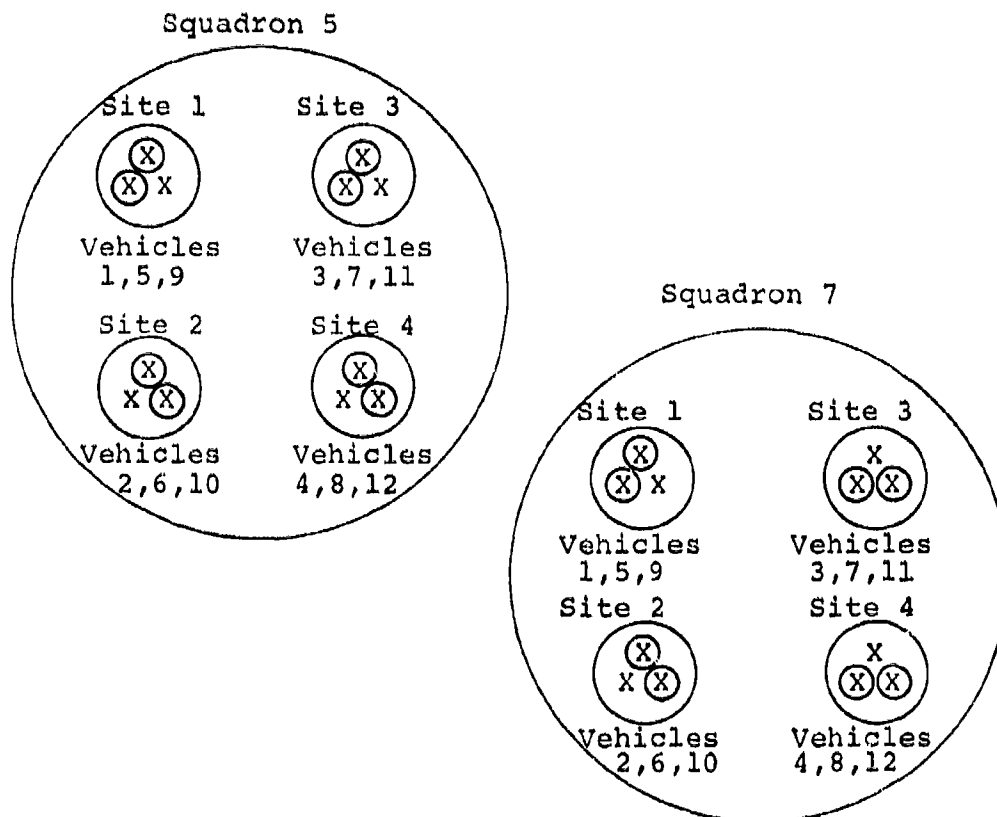 Squadron 5
Site 1
Site 3
X
X X
X
X X
Vehicles
1,5,9
Vehicles
3,7,11
Site 2
Site 4
X
X X
X
X X
Vehicles
2,6,10
Vehicles
4,8,12
Squadron 7
Site 1
Site 3
X
X X
X
X X
Vehicles
1,5,9
Vehicles
3,7,11
Site 2
Site 4
X
X X
X
X X
Vehicles
2,6,10
Vehicles
4,8,12